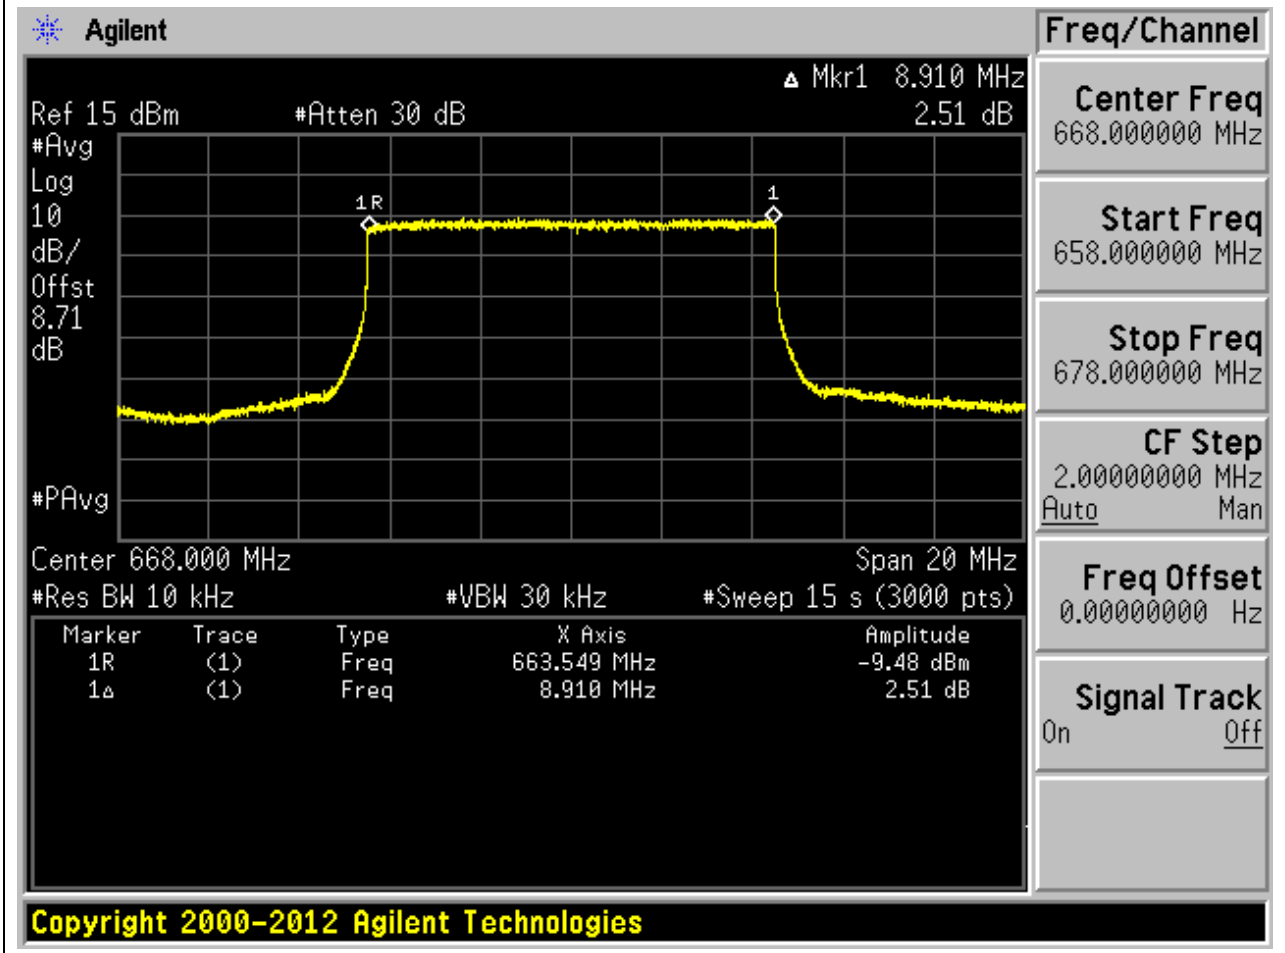 Agilent
Freq/Channel
Δ Mkr1 8.910 MHz
Ref 15 dBm #Atten 30 dB 2.51 dB
#Avg
Log
10
dB/
Offst
8.71
dB
#PAvg
1R
1
Center 668.000 MHz Span 20 MHz
#Res BW 10 kHz #VBW 30 kHz #Sweep 15 s (3000 pts)
Marker Trace Type X Axis Amplitude
1R (1) Freq 663.549 MHz -9.48 dBm
1Δ (1) Freq 8.910 MHz 2.51 dB
Center Freq
668.000000 MHz
Start Freq
658.000000 MHz
Stop Freq
678.000000 MHz
CF Step
2.00000000 MHz
Auto Man
Freq Offset
0.00000000 Hz
Signal Track
On Off
Copyright 2000-2012 Agilent Technologies